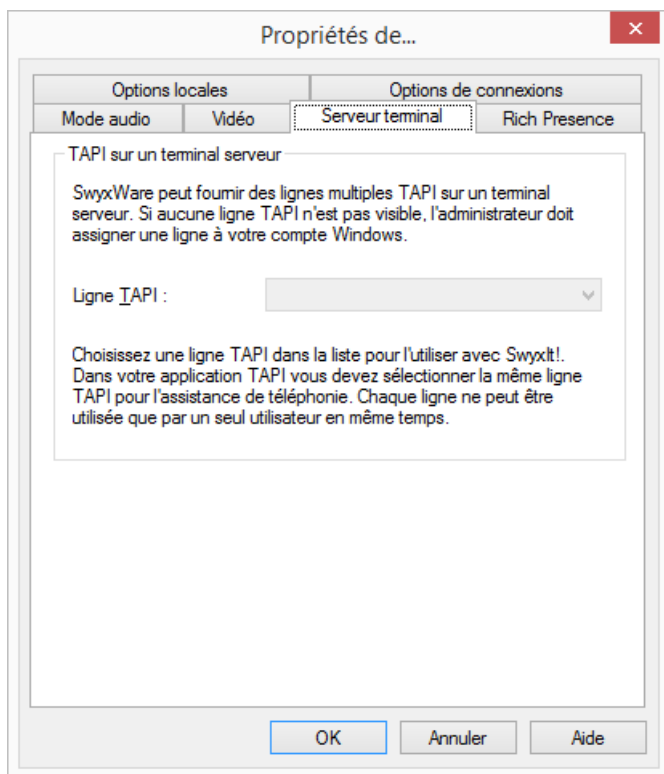 Propriétés de...
Options locales
Options de connexions
Mode audio
Vidéo
Serveur terminal
Rich Presence
TAPI sur un terminal serveur
SwyxWare peut fournir des lignes multiples TAPI sur un terminal
serveur. Si aucune ligne TAPI n'est pas visible, l'administrateur doit
assigner une ligne à votre compte Windows.
Ligne TAPI :
Choisissez une ligne TAPI dans la liste pour l'utiliser avec SwyxIt!.
Dans votre application TAPI vous devez sélectionner la même ligne
TAPI pour l'assistance de téléphonie. Chaque ligne ne peut être
utilisée que par un seul utilisateur en même temps.
OK
Annuler
Aide